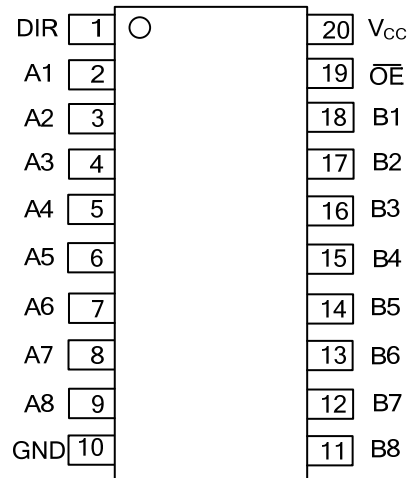 DIR 1 20 V_CC
A1 2 19 O̅E̅
A2 3 18 B1
A3 4 17 B2
A4 5 16 B3
A5 6 15 B4
A6 7 14 B5
A7 8 13 B6
A8 9 12 B7
GND 10 11 B8